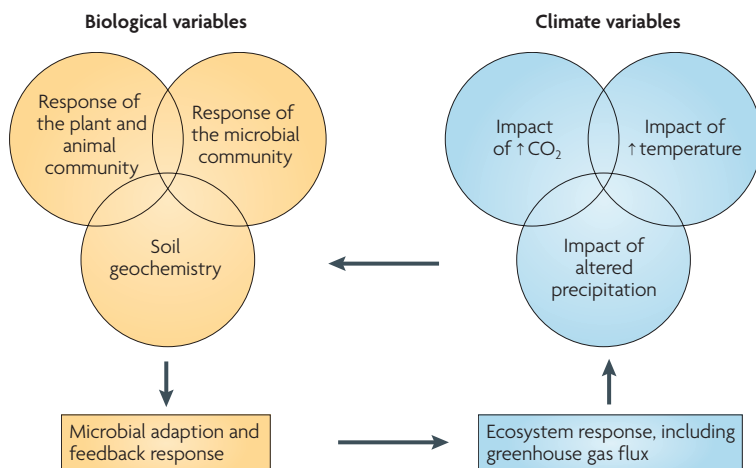 Biological variables
Climate variables
Response of
the plant and
animal
community
Response of
the microbial
community
Soil
geochemistry
Impact
of ↑CO₂
Impact of
↑temperature
Impact of
altered
precipitation
Microbial adaption and
feedback response
Ecosystem response, including
greenhouse gas flux